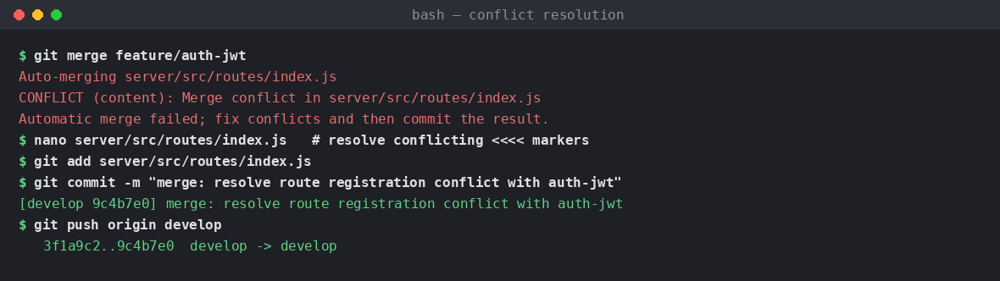 bash — conflict resolution
$ git merge feature/auth-jwt
Auto-merging server/src/routes/index.js
CONFLICT (content): Merge conflict in server/src/routes/index.js
Automatic merge failed; fix conflicts and then commit the result.
$ nano server/src/routes/index.js   # resolve conflicting <<<< markers
$ git add server/src/routes/index.js
$ git commit -m "merge: resolve route registration conflict with auth-jwt"
[develop 9c4b7e0] merge: resolve route registration conflict with auth-jwt
$ git push origin develop
   3f1a9c2..9c4b7e0  develop -> develop